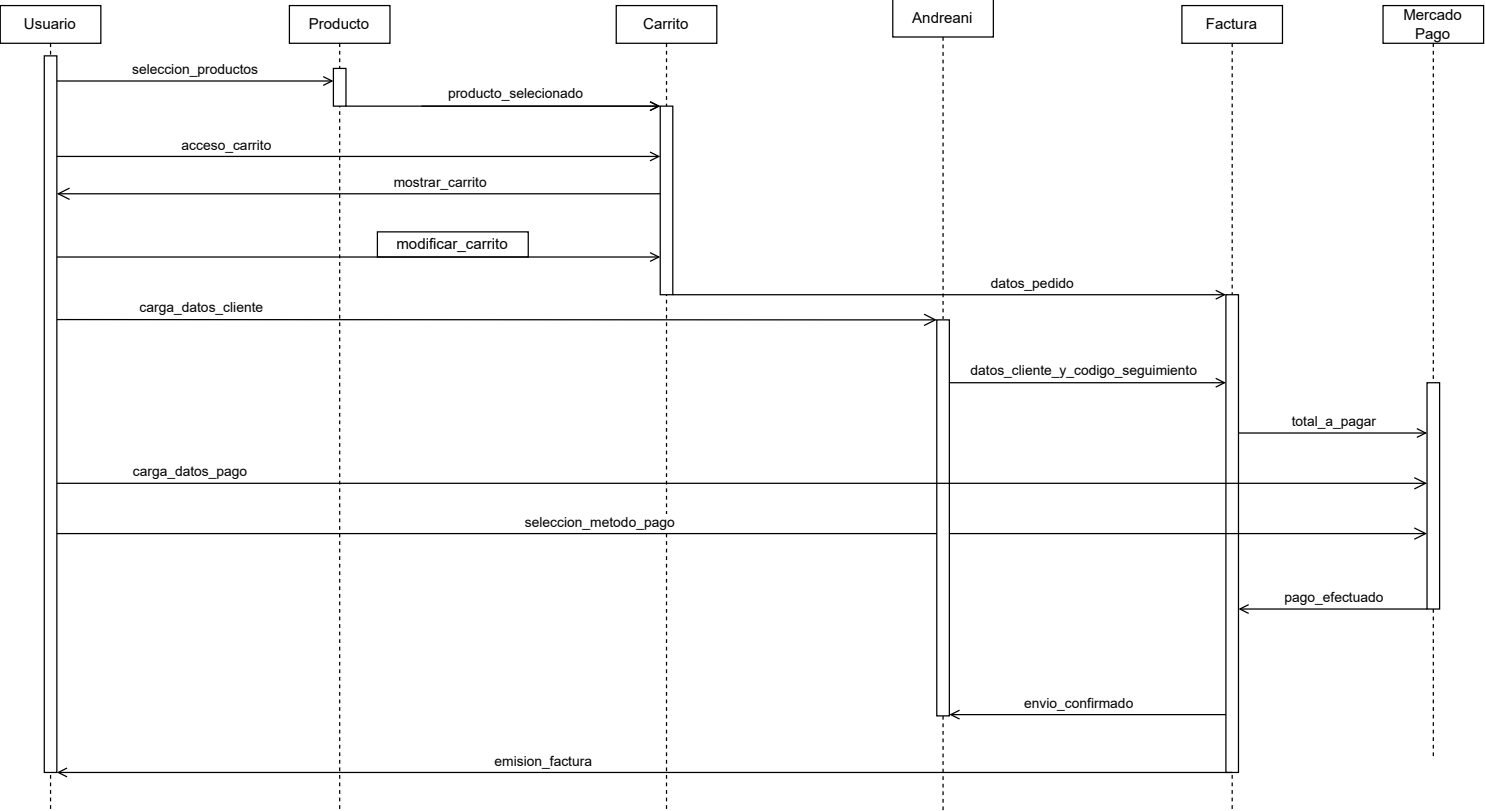 Usuario
Producto
Carrito
Andreani
Factura
Mercado
Pago
seleccion_productos
producto_selecionado
acceso_carrito
mostrar_carrito
modificar_carrito
datos_pedido
carga_datos_cliente
datos_cliente_y_codigo_seguimiento
total_a_pagar
carga_datos_pago
seleccion_metodo_pago
pago_efectuado
envio_confirmado
emision_factura